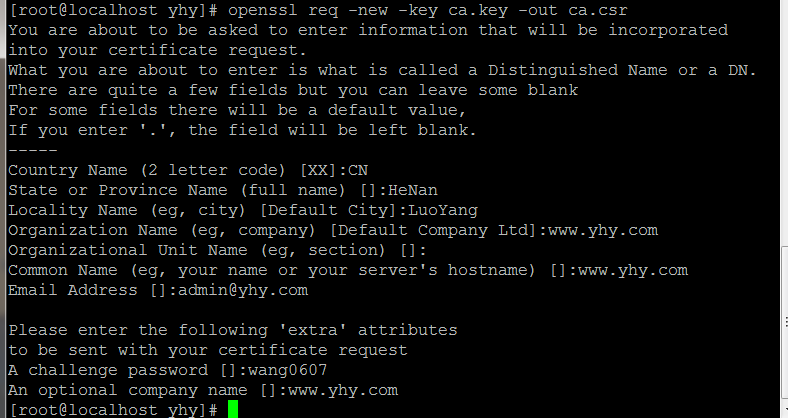 [root@localhost yhy]# openssl req -new -key ca.key -out ca.csr
You are about to be asked to enter information that will be incorporated
into your certificate request.
What you are about to enter is what is called a Distinguished Name or a DN.
There are quite a few fields but you can leave some blank
For some fields there will be a default value,
If you enter '.', the field will be left blank.
-----
Country Name (2 letter code) [XX]:CN
State or Province Name (full name) []:HeNan
Locality Name (eg, city) [Default City]:LuoYang
Organization Name (eg, company) [Default Company Ltd]:www.yhy.com
Organizational Unit Name (eg, section) []:
Common Name (eg, your name or your server's hostname) []:www.yhy.com
Email Address []:admin@yhy.com
Please enter the following 'extra' attributes
to be sent with your certificate request
A challenge password []:wang0607
An optional company name []:www.yhy.com
[root@localhost yhy]#